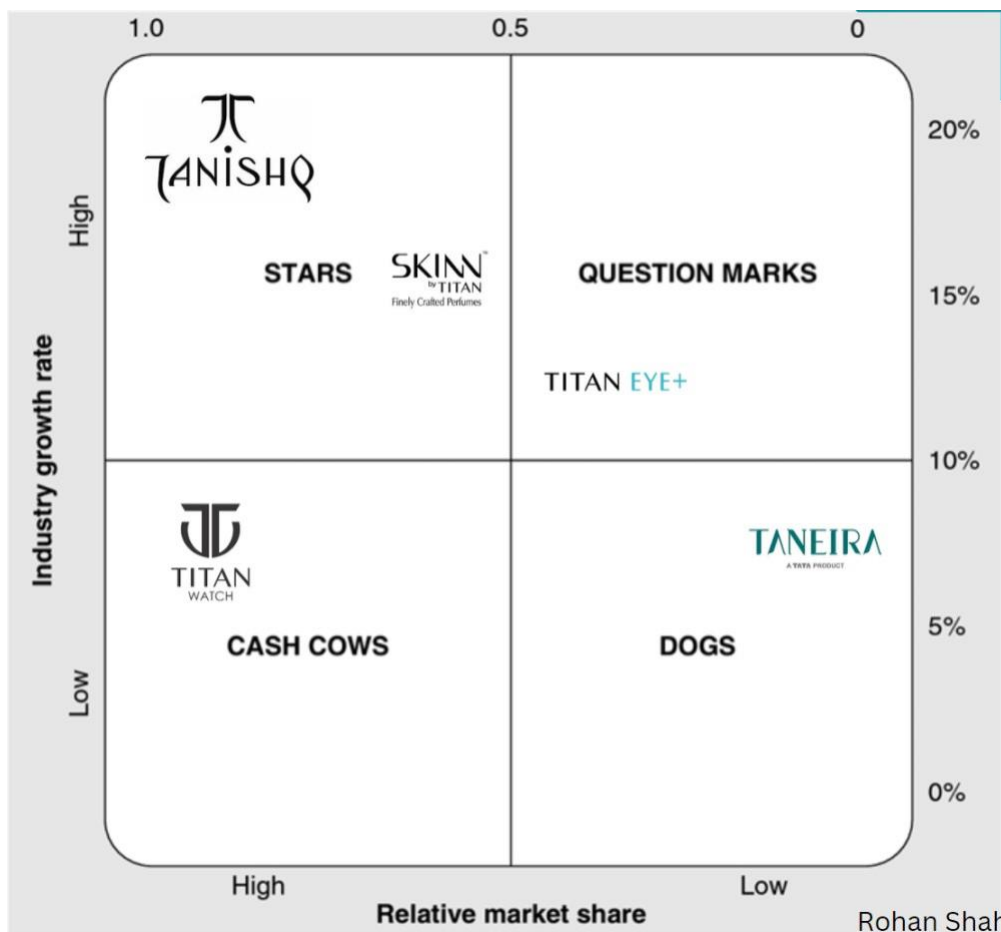 1.0 0.5 0
TANISHQ
20%
High
STARS
SKINN™
by TITAN
Finely Crafted Perfumes
QUESTION MARKS
15%
TITAN EYE+
Industry growth rate
10%
TITAN
WATCH
TANEIRA
A TATA PRODUCT
CASH COWS
DOGS
5%
Low
0%
High Low
Relative market share
Rohan Shah